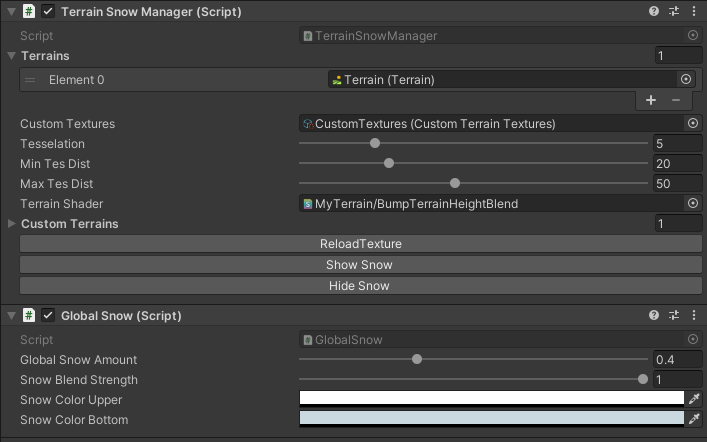 Terrain Snow Manager (Script)
Script TerrainSnowManager
Terrains 1
Element 0 Terrain (Terrain)
Custom Textures CustomTextures (Custom Terrain Textures)
Tesselation 5
Min Tes Dist 20
Max Tes Dist 50
Terrain Shader MyTerrain/BumpTerrainHeightBlend
Custom Terrains 1
ReloadTexture
Show Snow
Hide Snow
Global Snow (Script)
Script GlobalSnow
Global Snow Amount 0.4
Snow Blend Strength 1
Snow Color Upper
Snow Color Bottom